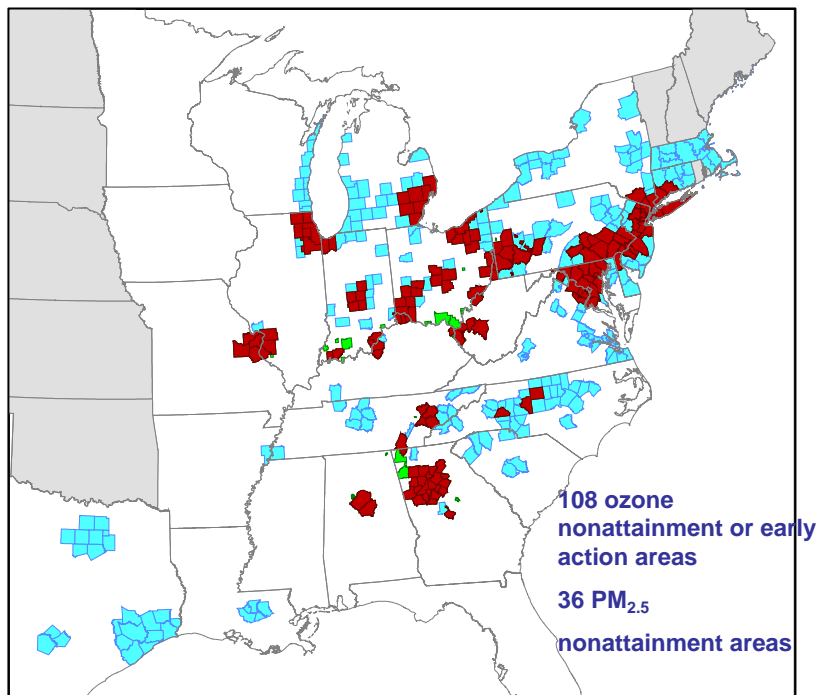 108 ozone
nonattainment or early
action areas
36 PM2.5
nonattainment areas